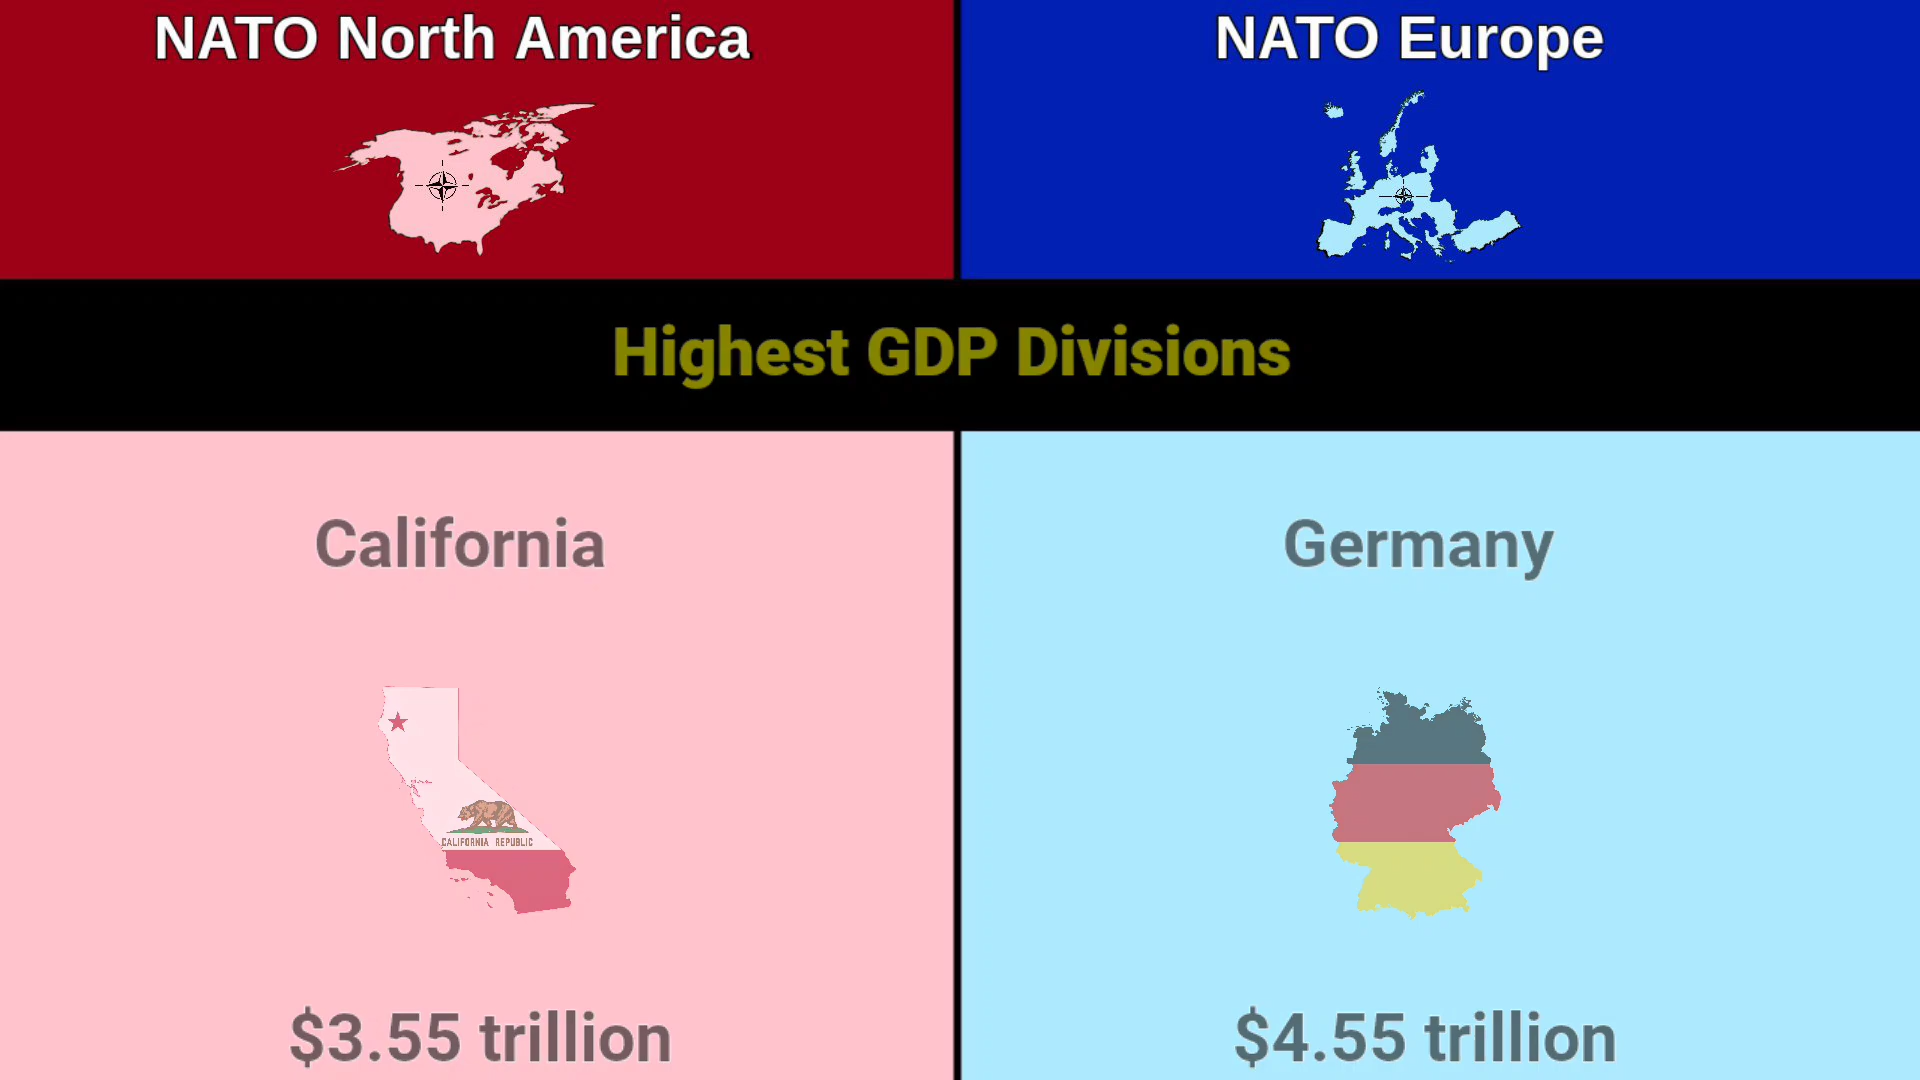 NATO North America
NATO Europe
Highest GDP Divisions
California
Germany
CALIFORNIA REPUBLIC
$3.55 trillion
$4.55 trillion